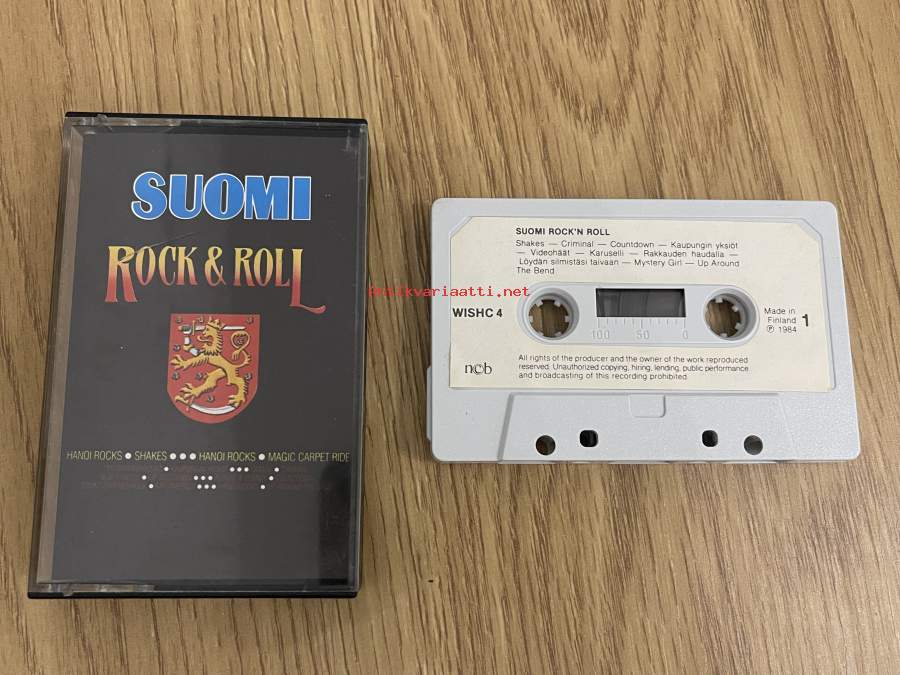 SUOMI
ROCK & ROLL
HANOI ROCKS ● SHAKES ●●● HANOI ROCKS ● MAGIC CARPET RIDE
SUOMI ROCK'N ROLL
Shakes — Criminal — Countdown — Kaupungin yksiöt
— Videohäät — Karuselli — Rakkauden haudalla —
Löydän silmistäsi taivaan — Mystery Girl — Up Around
The Bend
WISHC 4
100 50 0
Made in
Finland
℗ 1984
1
All rights of the producer and the owner of the work reproduced
reserved. Unauthorized copying, hiring, lending, public performance
and broadcasting of this recording prohibited.
ncb